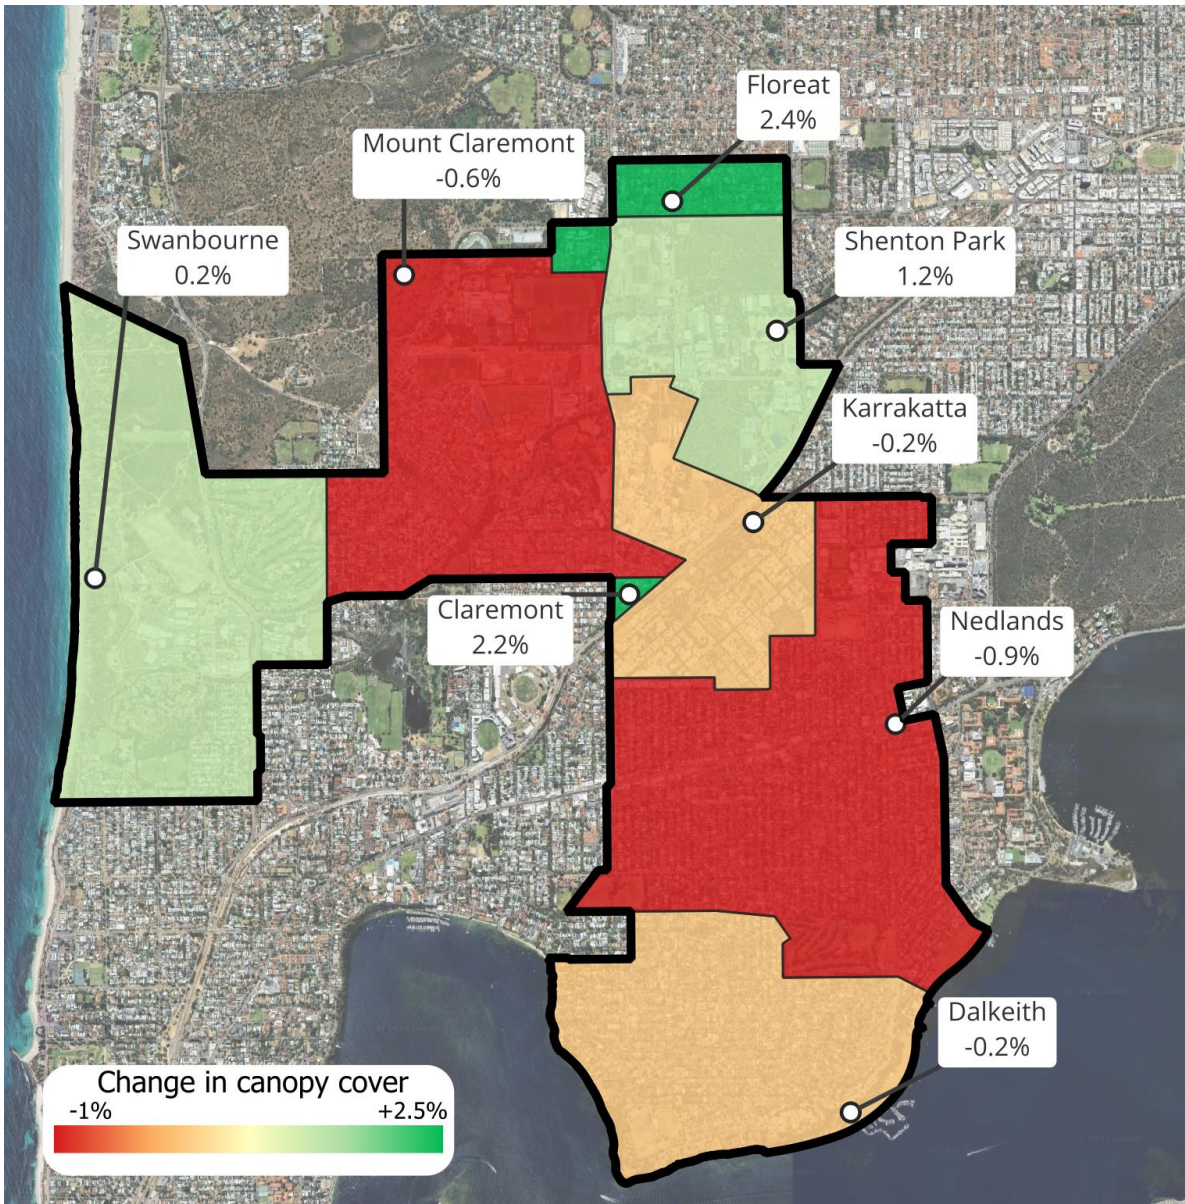 Floreat
2.4%
Mount Claremont
-0.6%
Swanbourne
0.2%
Shenton Park
1.2%
Karrakatta
-0.2%
Claremont
2.2%
Nedlands
-0.9%
Dalkeith
-0.2%
Change in canopy cover
-1%
+2.5%